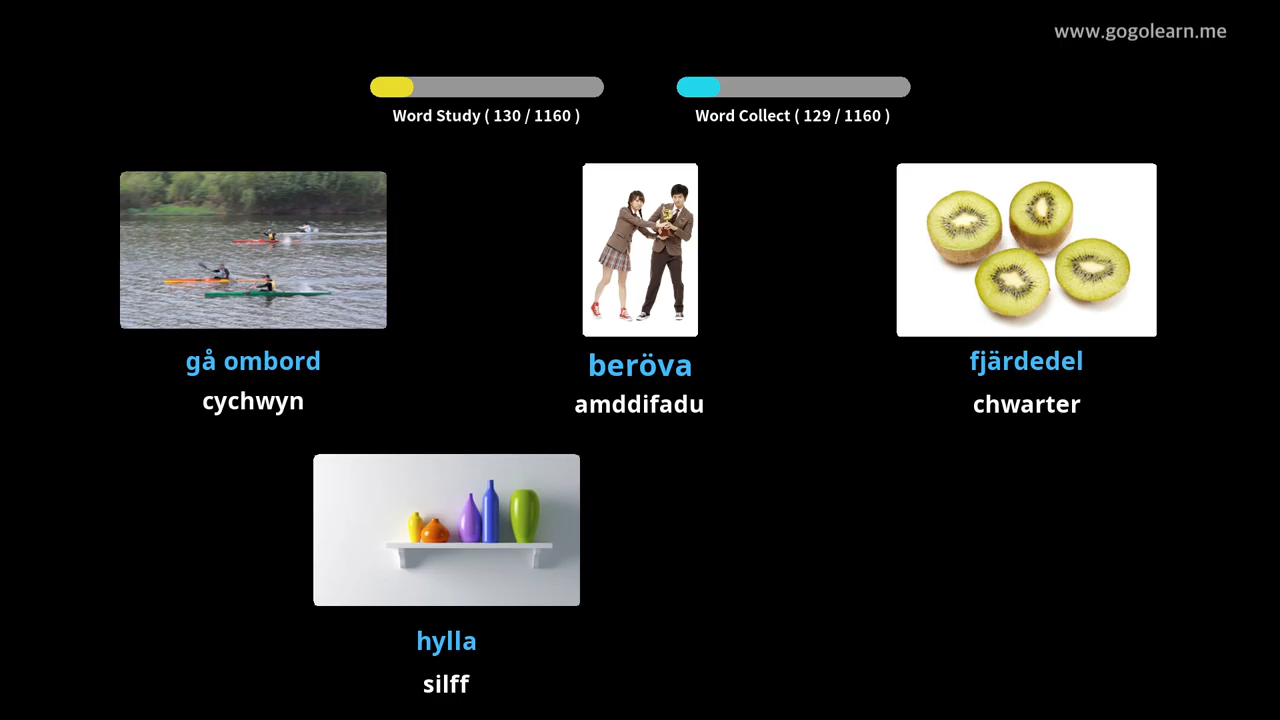 www.gogolearn.me
Word Study ( 130 / 1160 )
Word Collect ( 129 / 1160 )
gå ombord
cychwyn
beröva
amddifadu
fjärdedel
chwarter
hylla
silff